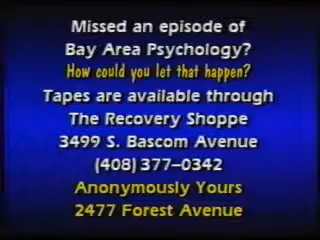 Missed an episode of
Bay Area Psychology?
How could you let that happen?
Tapes are available through
The Recovery Shoppe
3499 S. Bascom Avenue
(408) 377–0342
Anonymously Yours
2477 Forest Avenue